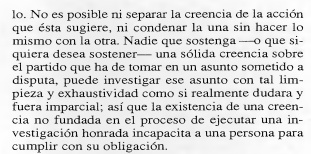 lo. No es posible ni separar la creencia de la acción
que ésta sugiere, ni condenar la una sin hacer lo
mismo con la otra. Nadie que sostenga —o que si-
quiera desea sostener— una sólida creencia sobre
el partido que ha de tomar en un asunto sometido a
disputa, puede investigar ese asunto con tal lim-
pieza y exhaustividad como si realmente dudara y
fuera imparcial; así que la existencia de una creen-
cia no fundada en el proceso de ejecutar una in-
vestigación honrada incapacita a una persona para
cumplir con su obligación.